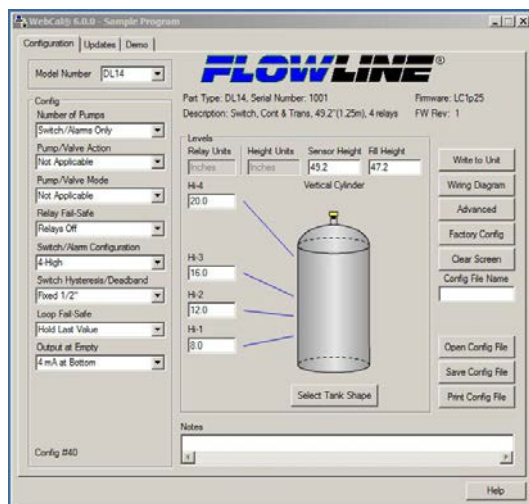 WebCal® 6.0.0 - Sample Program
Configuration Updates Demo
Model Number DL14
FLOWLINE®
Part Type: DL14, Serial Number: 1001 Firmware: LC1p25
Description: Switch, Cont & Trans, 49.2"(1.25m), 4 relays FW Rev: 1
Config
Number of Pumps
Switch/Alarms Only
Pump/Valve Action
Not Applicable
Pump/Valve Mode
Not Applicable
Relay Fail-Safe
Relays Off
Switch/Alarm Configuration
4-High
Switch Hysteresis/Deadband
Fixed 1/2"
Loop Fail-Safe
Hold Last Value
Output at Empty
4 mA at Bottom
Config #40
Levels
Relay Units Height Units Sensor Height Fill Height
Inches Inches 49.2 47.2
Vertical Cylinder
Hi-4
20.0
Hi-3
16.0
Hi-2
12.0
Hi-1
8.0
Select Tank Shape
Write to Unit
Wiring Diagram
Advanced
Factory Config
Clear Screen
Config File Name
Open Config File
Save Config File
Print Config File
Notes
Help